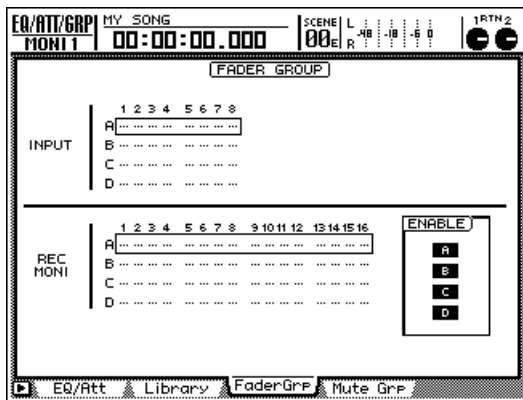 EQ/ATT/GRP MY SONG SCENE L 1 RTN 2
MONI 1 00:00:00.000 00E R -48 -18 -6 0
FADER GROUP
1 2 3 4 5 6 7 8
INPUT
A
B
C
D
1 2 3 4 5 6 7 8 9 10 11 12 13 14 15 16
REC MONI
A
B
C
D
ENABLE
A
B
C
D
EQ/Att Library FaderGrp Mute Grp